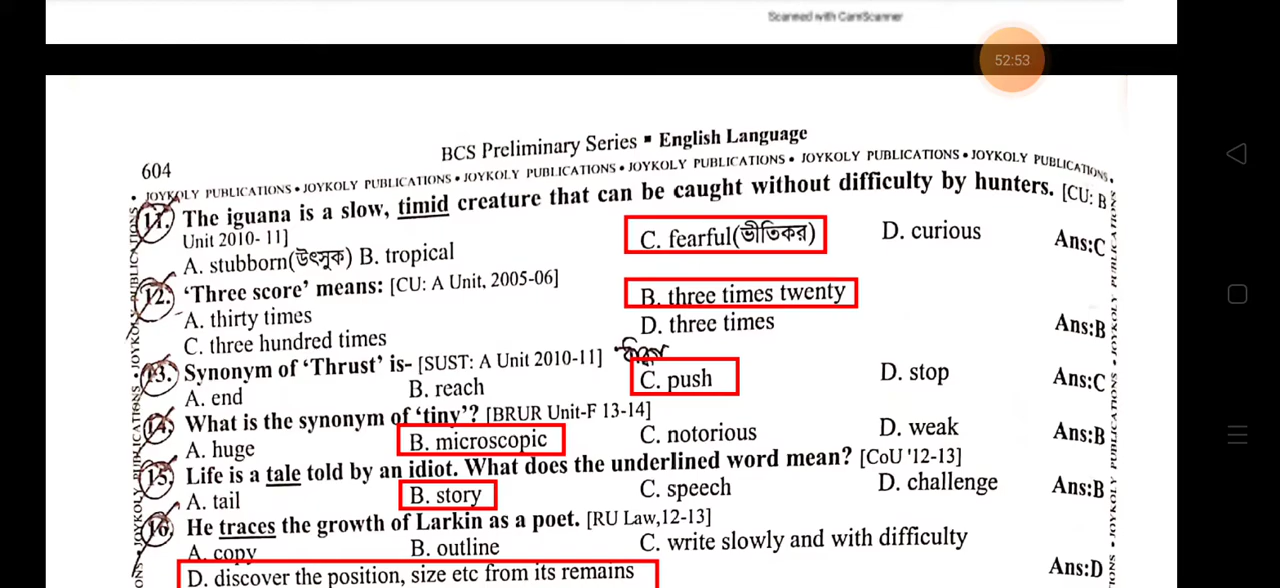 Scanned with CamScanner
52:53
604
BCS Preliminary Series ▪ English Language
• JOYKOLY PUBLICATIONS • JOYKOLY PUBLICATIONS • JOYKOLY PUBLICATIONS • JOYKOLY PUBLICATIONS • JOYKOLY PUBLICATIONS •
11. The iguana is a slow, timid creature that can be caught without difficulty by hunters. [CU: B
Unit 2010- 11]
A. stubborn(উৎসুক) B. tropical C. fearful(ভীতিকর) D. curious Ans:C
12. ‘Three score’ means: [CU: A Unit, 2005-06]
A. thirty times B. three times twenty
C. three hundred times D. three times Ans:B
13. Synonym of ‘Thrust’ is- [SUST: A Unit 2010-11]
A. end B. reach C. push D. stop Ans:C
14. What is the synonym of ‘tiny’? [BRUR Unit-F 13-14]
A. huge B. microscopic C. notorious D. weak Ans:B
15. Life is a tale told by an idiot. What does the underlined word mean? [CoU '12-13]
A. tail B. story C. speech D. challenge Ans:B
16. He traces the growth of Larkin as a poet. [RU Law,12-13]
A. copy B. outline C. write slowly and with difficulty
D. discover the position, size etc from its remains Ans:D